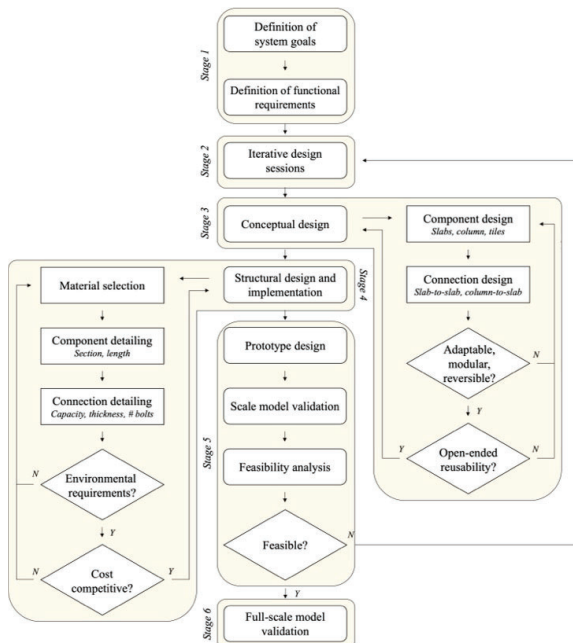 Stage 1
Definition of
system goals
Definition of functional
requirements
Stage 2
Iterative design
sessions
Stage 3
Conceptual design
Component design
Slabs, column, tiles
Connection design
Slab-to-slab, column-to-slab
Adaptable,
modular,
reversible?
N
Y
Open-ended
reusability?
Y
N
Stage 4
Structural design and
implementation
Material selection
Component detailing
Section, length
Connection detailing
Capacity, thickness, # bolts
Environmental
requirements?
N
Y
Cost
competitive?
N
Y
Stage 5
Prototype design
Scale model validation
Feasibility analysis
Feasible?
N
Y
Stage 6
Full-scale model
validation